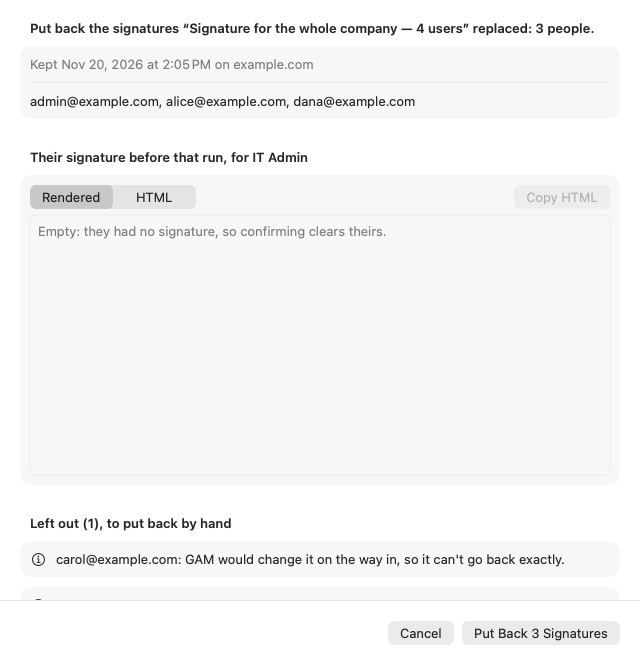 Put back the signatures “Signature for the whole company — 4 users” replaced: 3 people.
Kept Nov 20, 2026 at 2:05 PM on example.com
admin@example.com, alice@example.com, dana@example.com
Their signature before that run, for IT Admin
Rendered HTML Copy HTML
Empty: they had no signature, so confirming clears theirs.
Left out (1), to put back by hand
carol@example.com: GAM would change it on the way in, so it can't go back exactly.
Cancel Put Back 3 Signatures